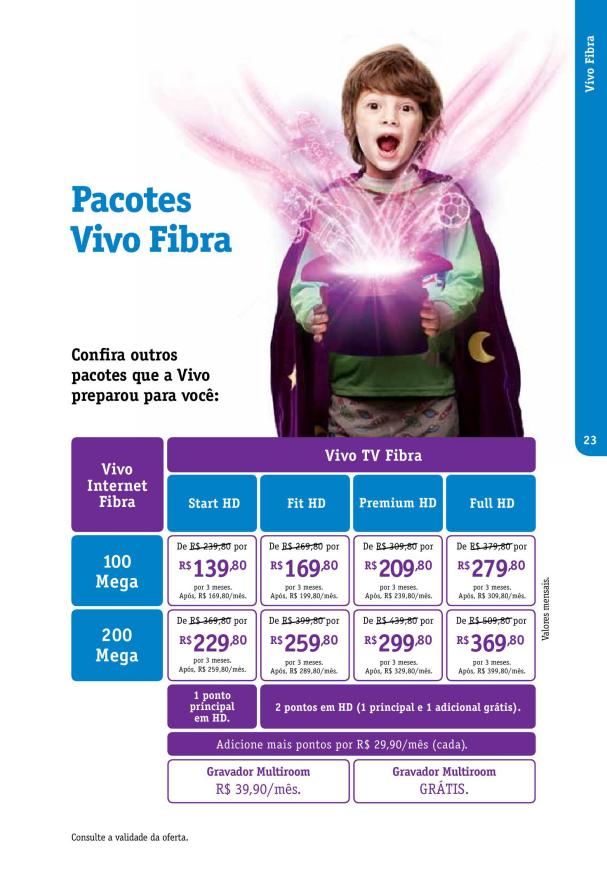 Vivo Fibra
Pacotes
Vivo Fibra
Confira outros
pacotes que a Vivo
preparou para você:
23
Vivo
Internet
Fibra
Vivo TV Fibra
Start HD
Fit HD
Premium HD
Full HD
100
Mega
De R$ 239,80 por
R$ 139,80
por 3 meses.
Após, R$ 169,80/mês.
De R$ 269,80 por
R$ 169,80
por 3 meses.
Após, R$ 199,80/mês.
De R$ 309,80 por
R$ 209,80
por 3 meses.
Após, R$ 239,80/mês.
De R$ 379,80 por
R$ 279,80
por 3 meses.
Após, R$ 309,80/mês.
200
Mega
De R$ 369,80 por
R$ 229,80
por 3 meses.
Após, R$ 259,80/mês.
De R$ 399,80 por
R$ 259,80
por 3 meses.
Após, R$ 289,80/mês.
De R$ 439,80 por
R$ 299,80
por 3 meses.
Após, R$ 329,80/mês.
De R$ 509,80 por
R$ 369,80
por 3 meses.
Após, R$ 399,80/mês.
Valores mensais.
1 ponto
principal
em HD.
2 pontos em HD (1 principal e 1 adicional grátis).
Adicione mais pontos por R$ 29,90/mês (cada).
Gravador Multiroom
R$ 39,90/mês.
Gravador Multiroom
GRÁTIS.
Consulte a validade da oferta.